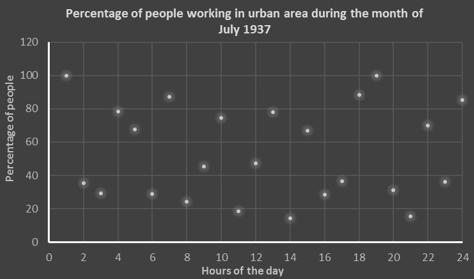 Percentage of people working in urban area during the month of
July 1937
120
100
80
60
40
20
0
Percentage of people
0 2 4 6 8 10 12 14 16 18 20 22 24
Hours of the day